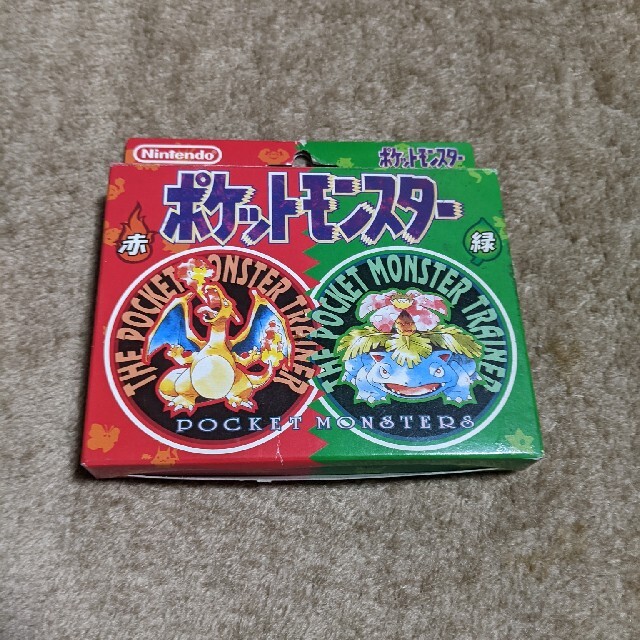 Nintendo
ポケットモンスター
ポケットモンスター
赤
緑
THE POCKET MONSTER TRAINER
THE POCKET MONSTER TRAINER
POCKET MONSTERS